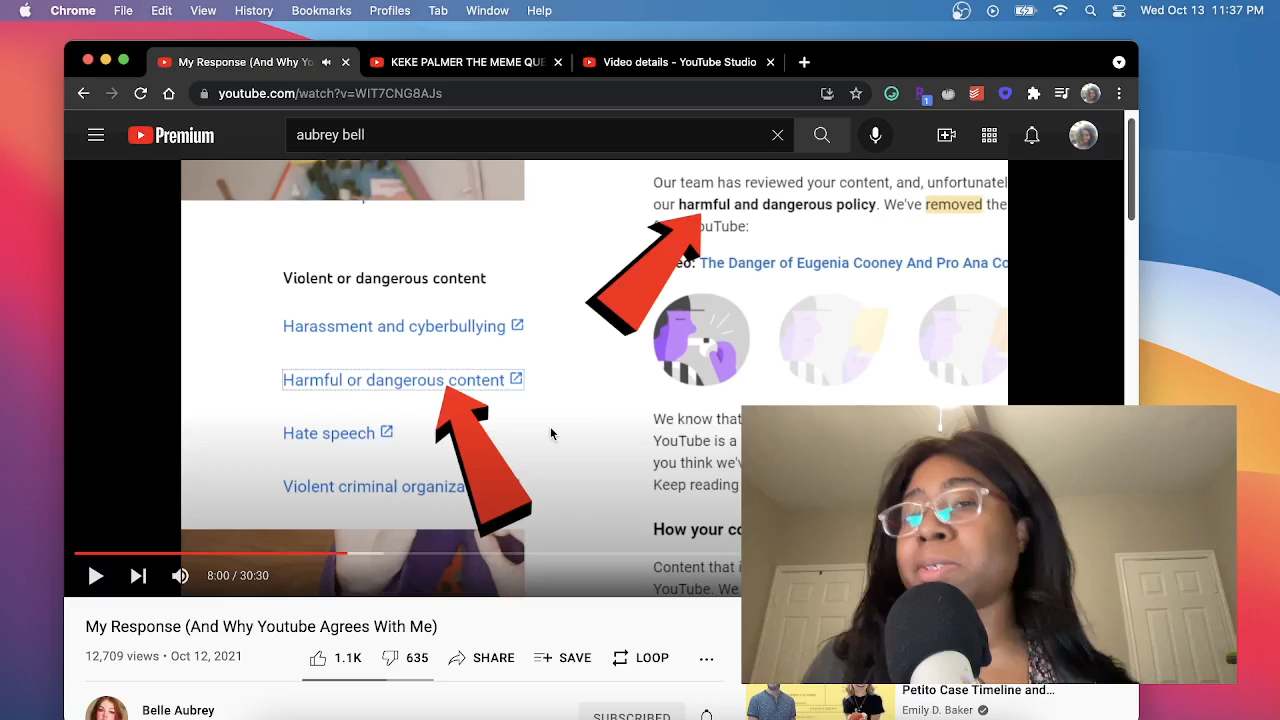 Chrome File Edit View History Bookmarks Profiles Tab Window Help Wed Oct 13 11:37 PM
My Response (And Why Yo KEKE PALMER THE MEME QUE Video details - YouTube Studio
youtube.com/watch?v=WIT7CNG8AJs 1
Premium aubrey bell
Our team has reviewed your content, and, unfortunatel
our harmful and dangerous policy. We've removed the
uTube:
The Danger of Eugenia Cooney And Pro Ana Co
Violent or dangerous content
Harassment and cyberbullying
Harmful or dangerous content
Hate speech
Violent criminal organiza
We know that
YouTube is a
you think we'v
Keep reading
How your co
Content that i
YouTube. We
8:00 / 30:30
My Response (And Why Youtube Agrees With Me)
12,709 views • Oct 12, 2021 1.1K 635 SHARE SAVE LOOP
Belle Aubrey
SUBSCRIBED
Petito Case Timeline and...
Emily D. Baker